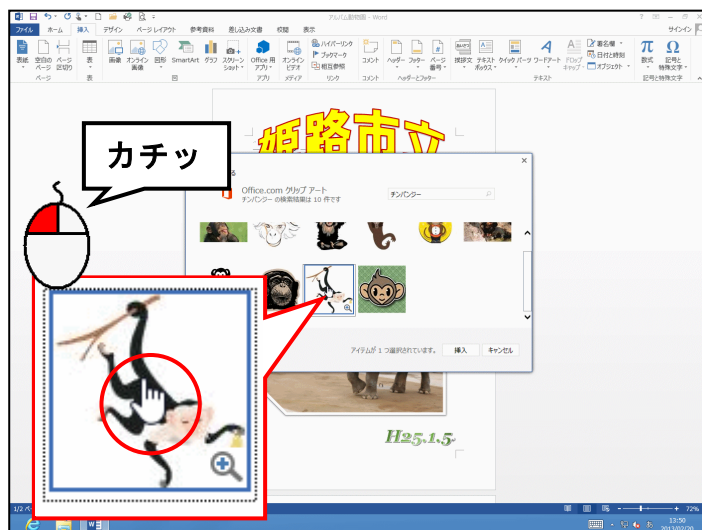 アルバム動物園 - Word
サインイン
ファイル ホーム 挿入 デザイン ページ レイアウト 参考資料 差し込み文書 校閲 表示
表紙 空白の ページ 表 画像 オンライン 図形 SmartArt グラフ スクリーン Office 用 オンライン ハイパーリンク コメント ヘッダー フッター ページ 挨拶文 テキスト クイック パーツ ワードアート ドロップ 署名欄 数式 記号と
ページ 区切り 画像 ショット アプリ ビデオ ブックマーク 番号 ボックス キャップ 日付と時刻 特殊文字
相互参照 オブジェクト
ページ 表 図 アプリ メディア リンク コメント ヘッダーとフッター テキスト 記号と特殊文字
姫路市立
カチッ
Office.com クリップ アート
チンパンジー の検索結果は 10 件です
チンパンジー
アイテムが 1 つ選択されています。
挿入 キャンセル
H25.1.5
72%
13:50